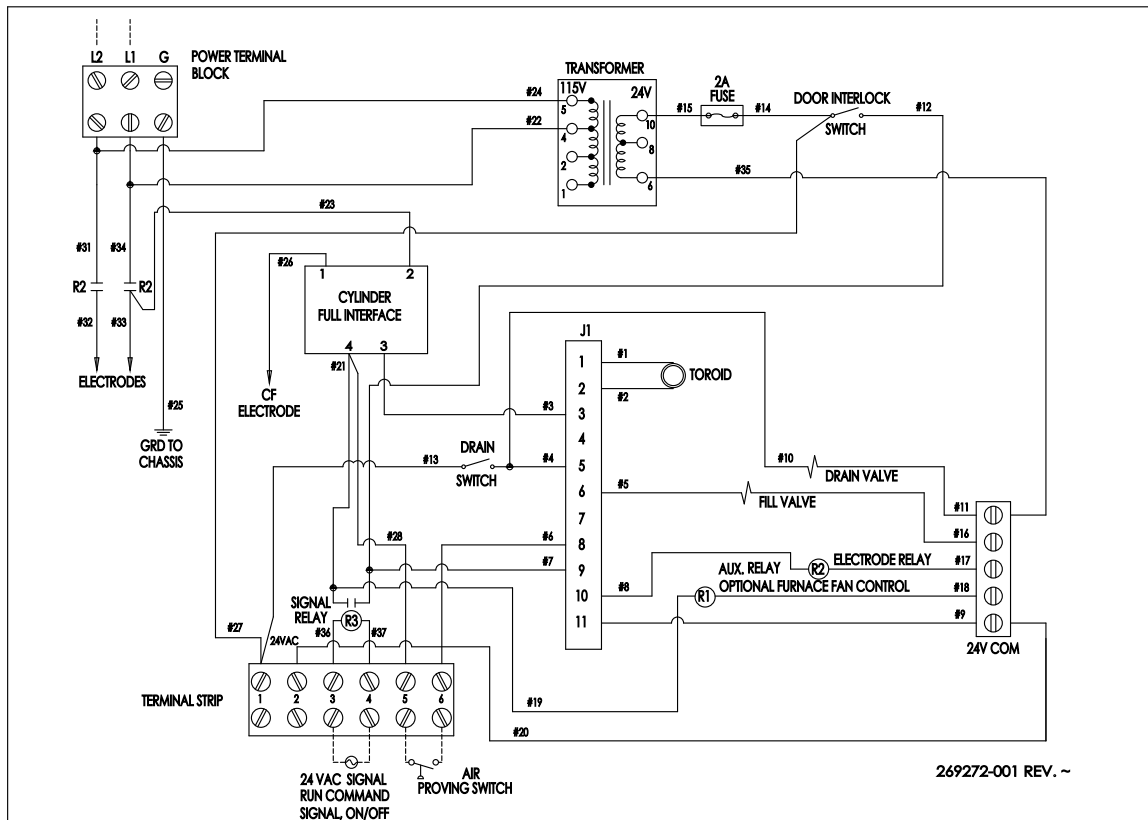 L2 L1 G
POWER TERMINAL
BLOCK
TRANSFORMER
115V 24V
5
4
2
1
10
8
6
#24
#22
#15
2A
FUSE
#14
DOOR INTERLOCK
SWITCH
#12
#35
#23
#31 #34
R2 R2
#32 #33
ELECTRODES
#25
GRD TO
CHASSIS
#26
1 2
CYLINDER
FULL INTERFACE
4 3
#21
CF
ELECTRODE
J1
1
2
3
4
5
6
7
8
9
10
11
#1
#2
TOROID
#3
#13
DRAIN
SWITCH
#4
#10
DRAIN VALVE
#5
FILL VALVE
#11
#16
#17
#18
#9
24V COM
#28
#6
#7
#8
AUX. RELAY
R2
ELECTRODE RELAY
OPTIONAL FURNACE FAN CONTROL
R1
SIGNAL
RELAY
R3
#36 #37
#27
24VAC
TERMINAL STRIP
1 2 3 4 5 6
#19
#20
24 VAC SIGNAL
RUN COMMAND
SIGNAL, ON/OFF
AIR
PROVING SWITCH
269272-001 REV. ~